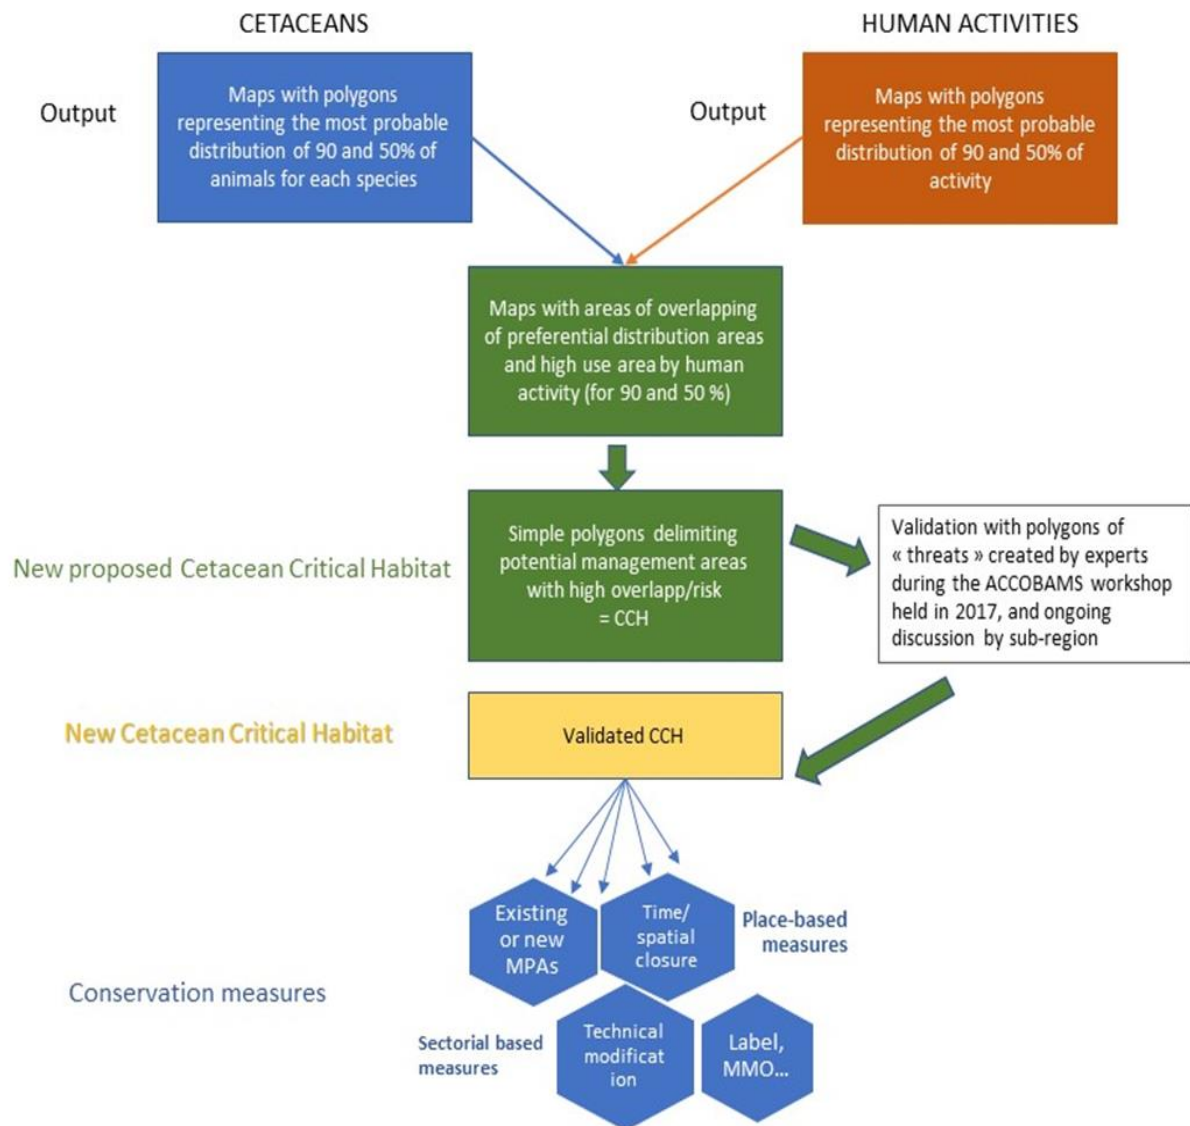 CETACEANS
HUMAN ACTIVITIES
Output
Maps with polygons
representing the most probable
distribution of 90 and 50% of
animals for each species
Output
Maps with polygons
representing the most probable
distribution of 90 and 50% of
activity
Maps with areas of overlapping
of preferential distribution areas
and high use area by human
activity (for 90 and 50 %)
New proposed Cetacean Critical Habitat
Simple polygons delimiting
potential management areas
with high overlapp/risk
= CCH
Validation with polygons of
« threats » created by experts
during the ACCOBAMS workshop
held in 2017, and ongoing
discussion by sub-region
New Cetacean Critical Habitat
Validated CCH
Existing
or new
MPAs
Time/
spatial
closure
Place-based
measures
Conservation measures
Sectorial based
measures
Technical
modificat
ion
Label,
MMO...